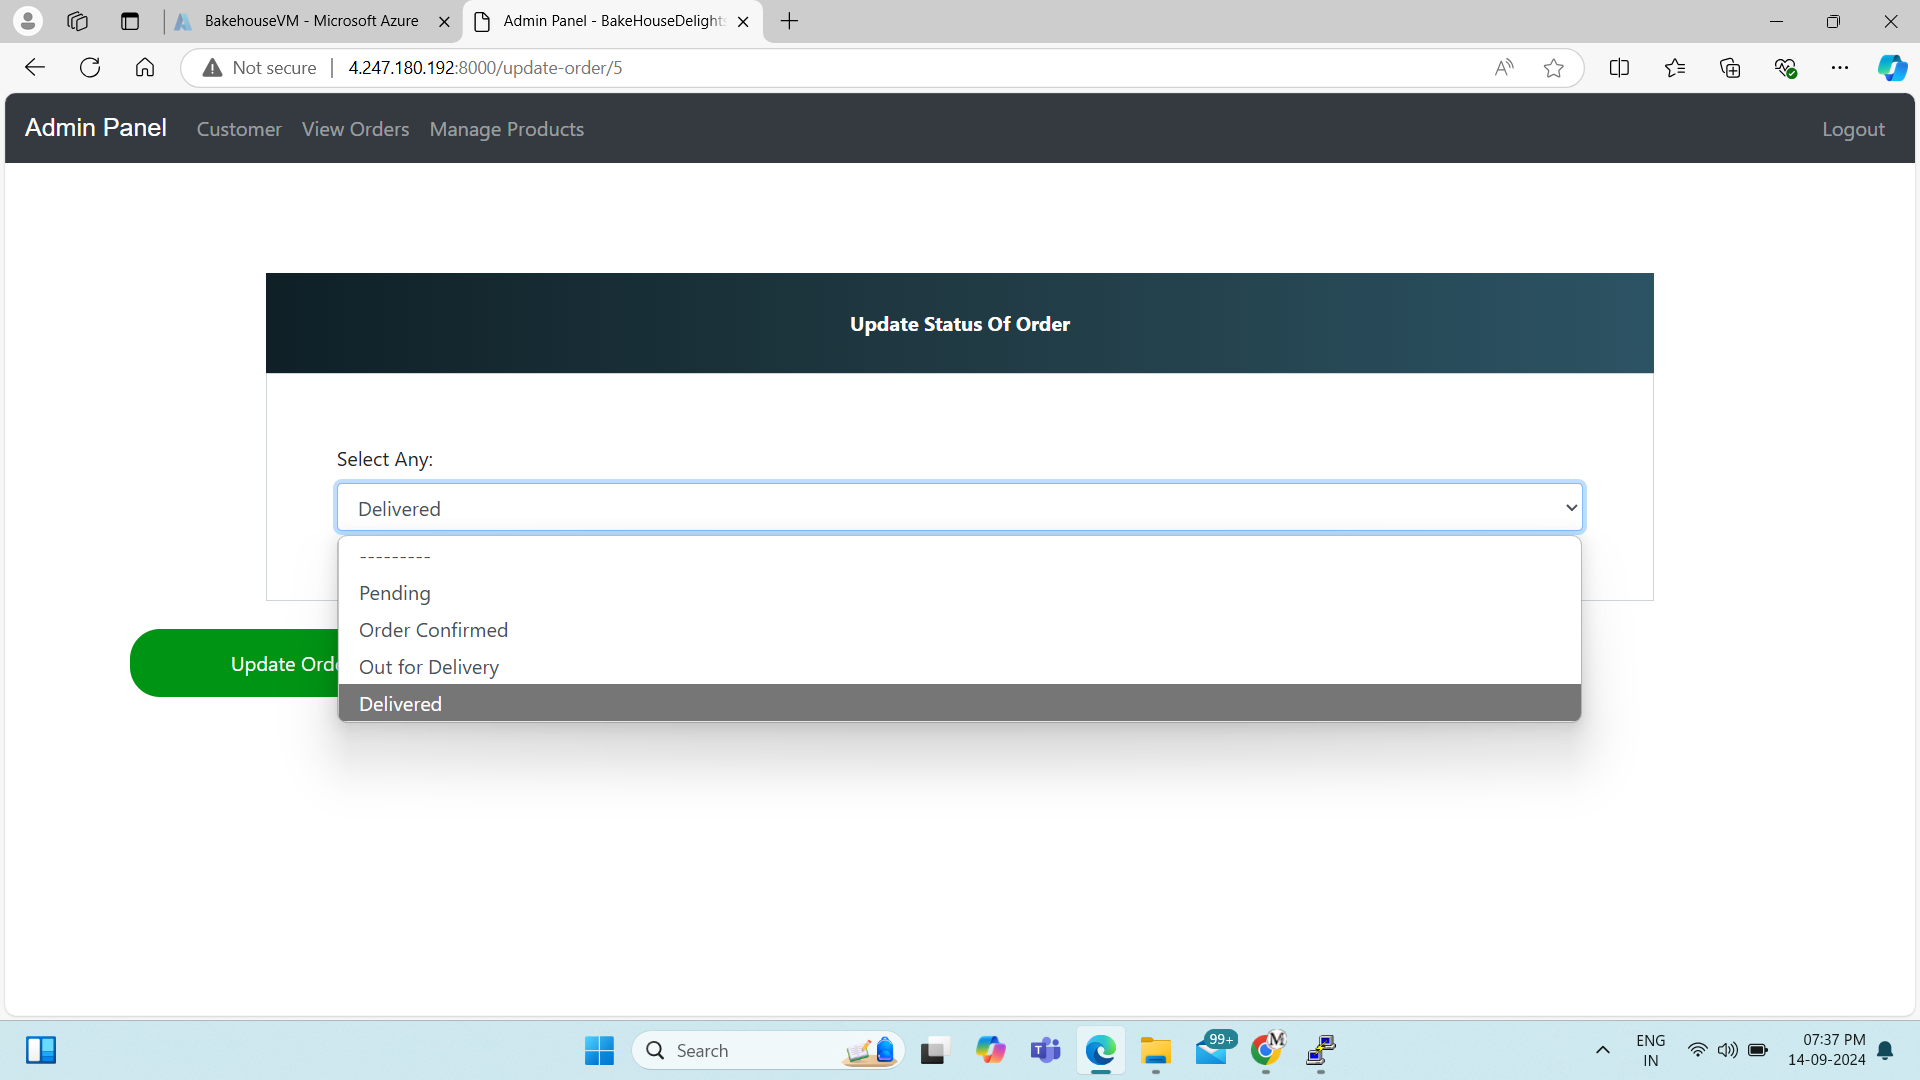 BakehouseVM - Microsoft Azure
Admin Panel - BakeHouseDelights
Not secure
4.247.180.192:8000/update-order/5
Admin Panel
Customer
View Orders
Manage Products
Logout
Update Status Of Order
Select Any:
Delivered
---------
Pending
Order Confirmed
Out for Delivery
Delivered
Update Orde
Search
99+
M
ENG
IN
07:37 PM
14-09-2024